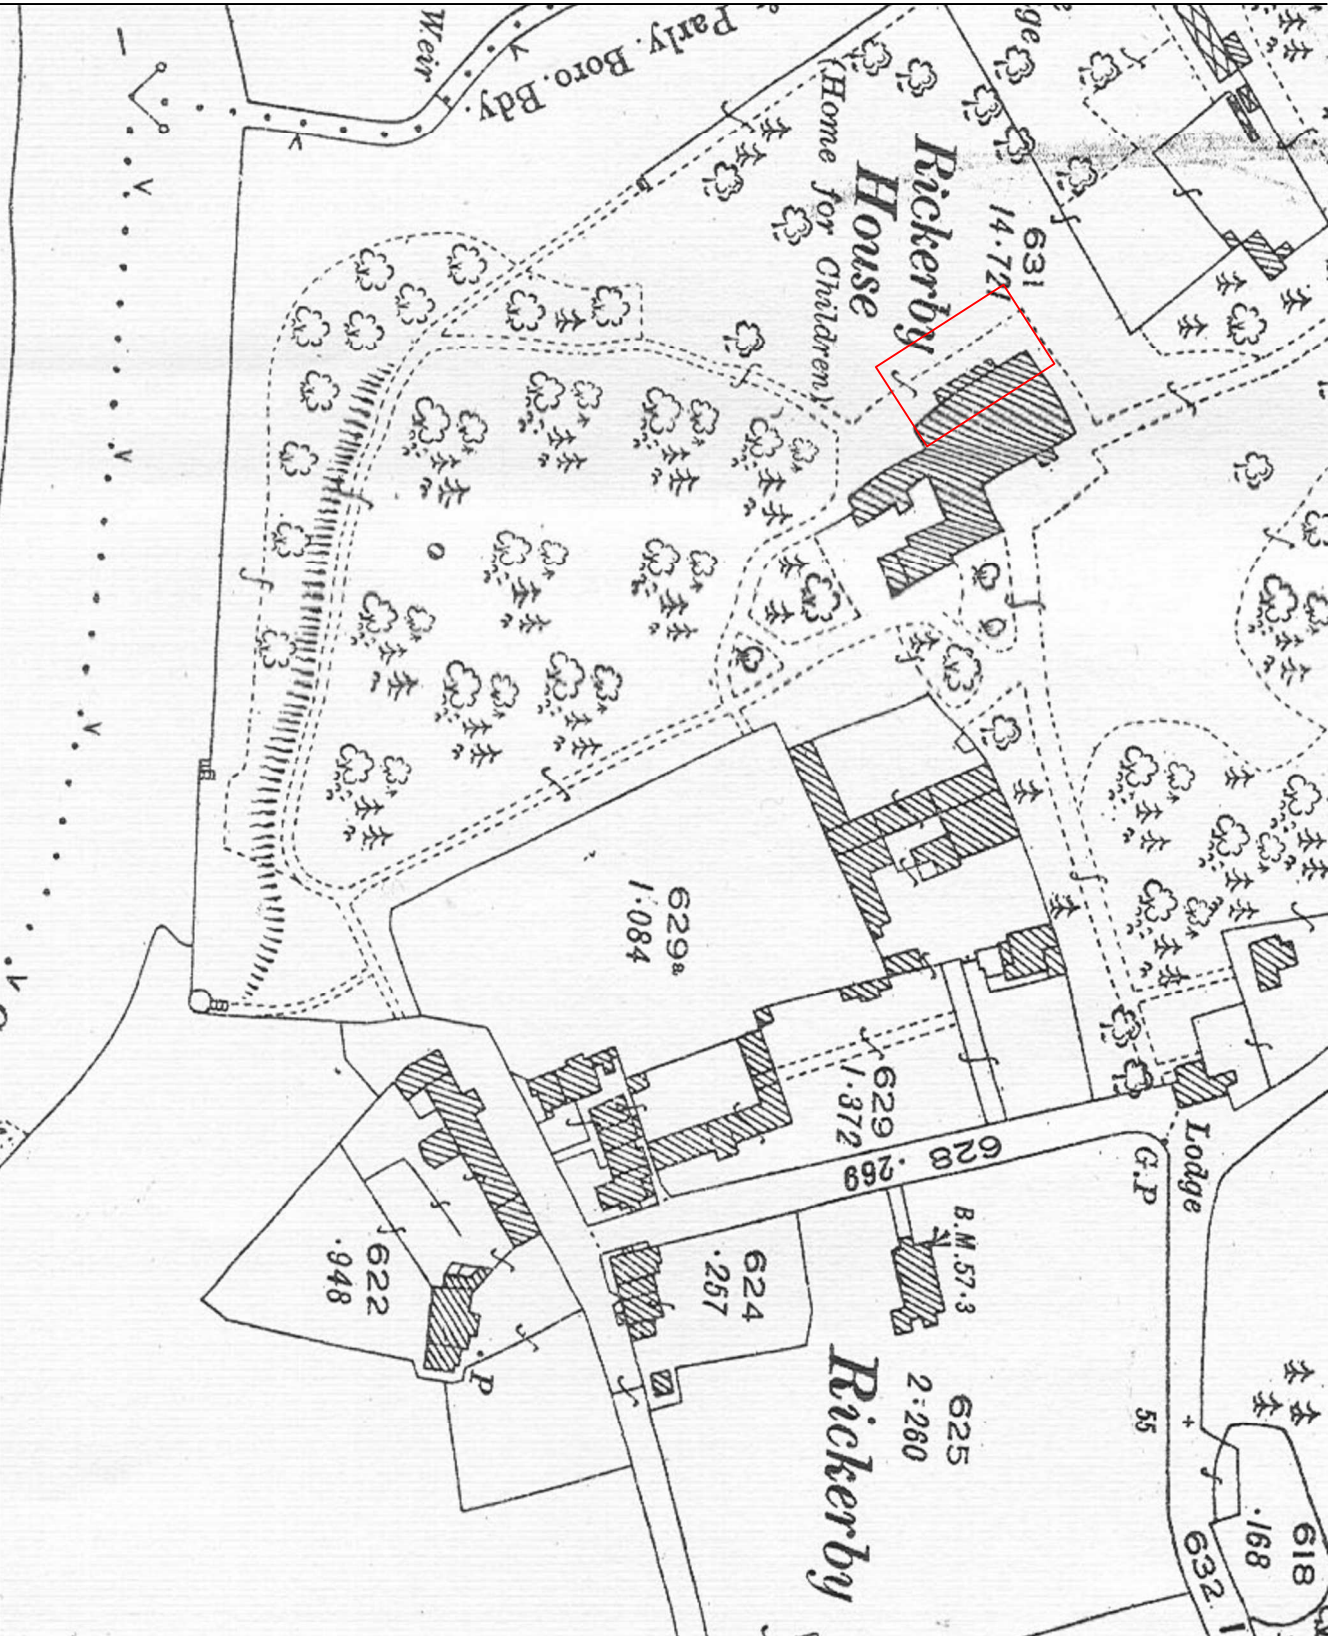 Weir
Parly. Boro. Bdy.
Rickerby
House
(Home for Children)
631
14·721
629a
1·084
629
1·372
628
·269
Lodge
G.P
B.M.57·3
624
·257
622
·948
P
625
2·280
Rickerby
55
618
·168
632